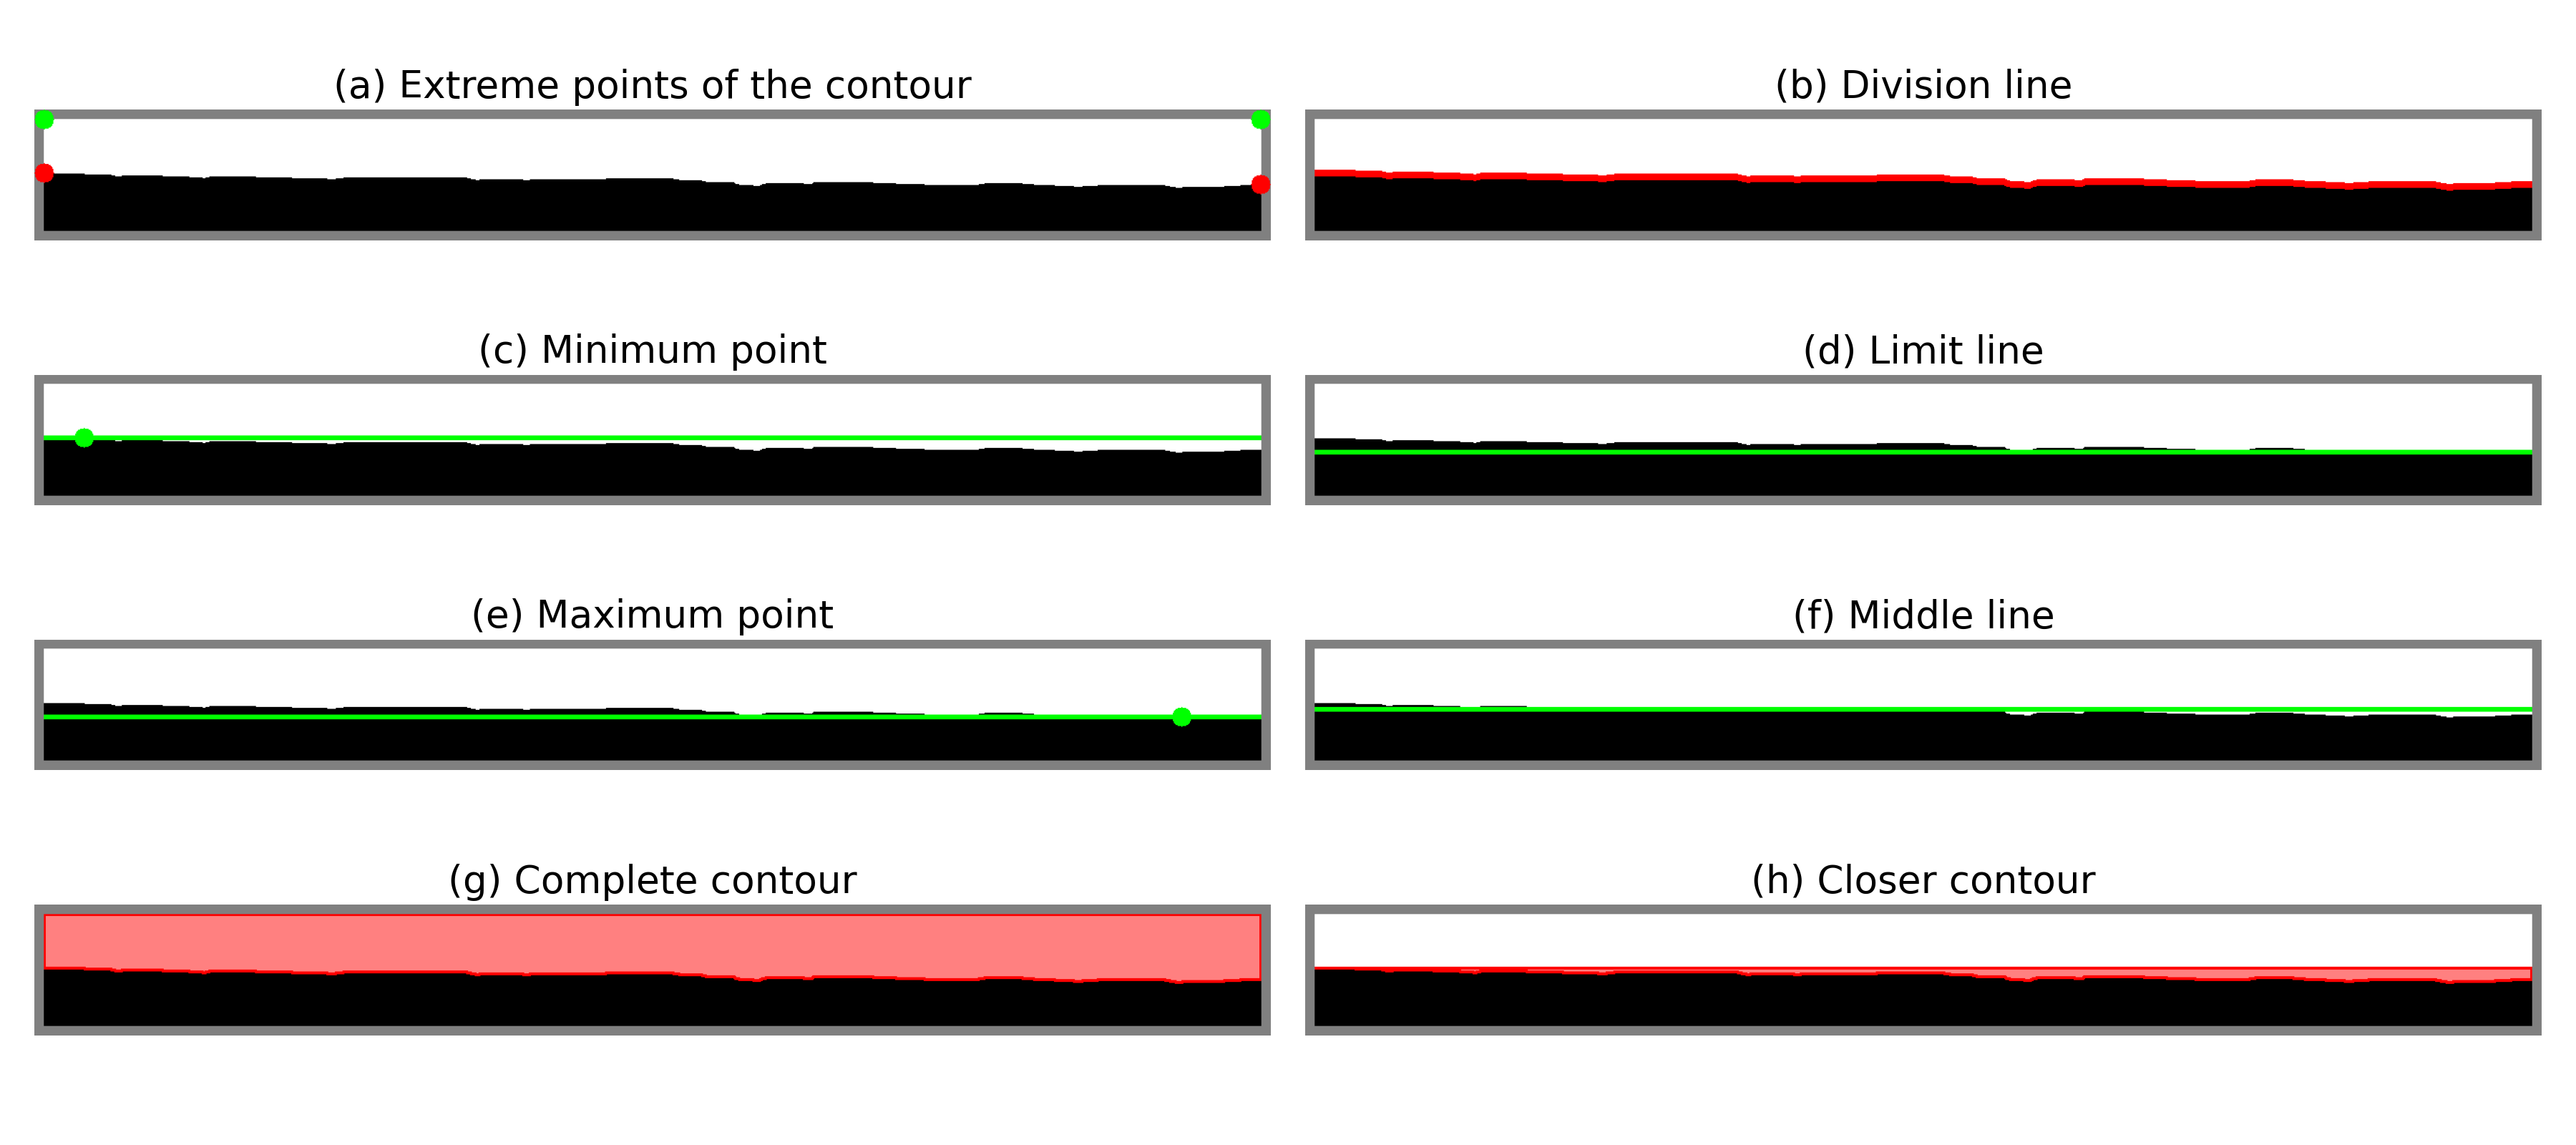 (a) Extreme points of the contour
(b) Division line
(c) Minimum point
(d) Limit line
(e) Maximum point
(f) Middle line
(g) Complete contour
(h) Closer contour